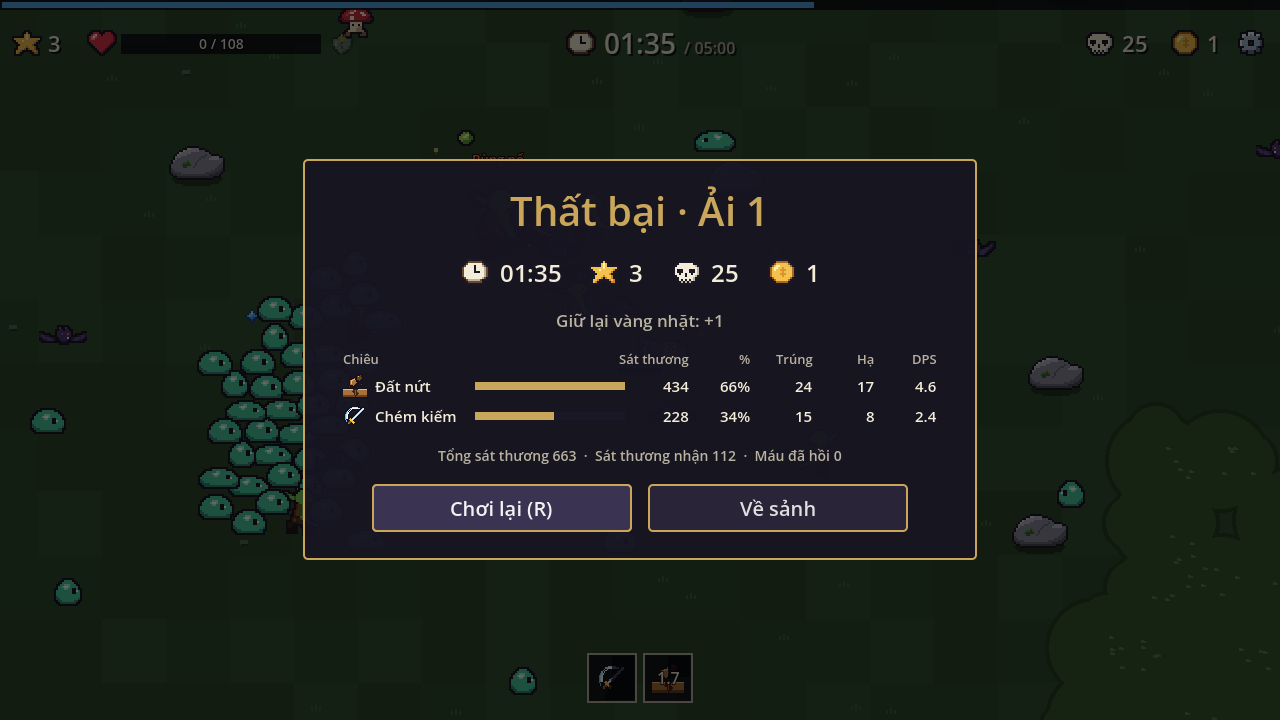 3
0 / 108
01:35 / 05:00
25
1
Thất bại · Ải 1
01:35 3 25 1
Giữ lại vàng nhặt: +1
Chiêu Sát thương % Trúng Hạ DPS
Đất nứt 434 66% 24 17 4.6
Chém kiếm 228 34% 15 8 2.4
Tổng sát thương 663 · Sát thương nhận 112 · Máu đã hồi 0
Chơi lại (R)
Về sảnh
1.7